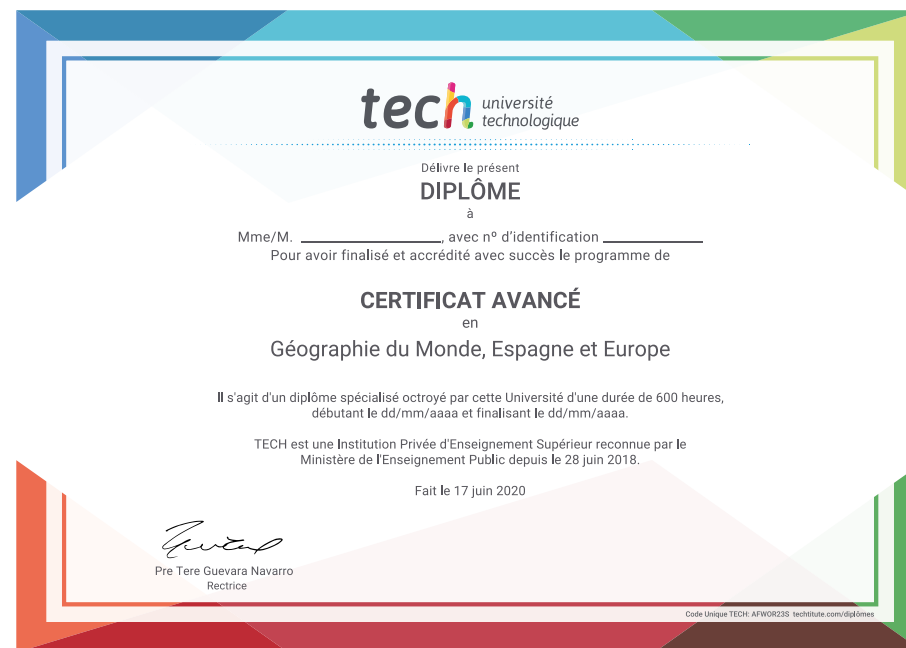 tech université
technologique
Délivre le présent
DIPLÔME
à
Mme/M. ____________________, avec nº d'identification ______________
Pour avoir finalisé et accrédité avec succès le programme de
CERTIFICAT AVANCÉ
en
Géographie du Monde, Espagne et Europe
Il s'agit d'un diplôme spécialisé octroyé par cette Université d'une durée de 600 heures,
débutant le dd/mm/aaaa et finalisant le dd/mm/aaaa.
TECH est une Institution Privée d'Enseignement Supérieur reconnue par le
Ministère de l'Enseignement Public depuis le 28 juin 2018.
Fait le 17 juin 2020
Pre Tere Guevara Navarro
Rectrice
Code Unique TECH: AFWOR23S techtitute.com/diplômes